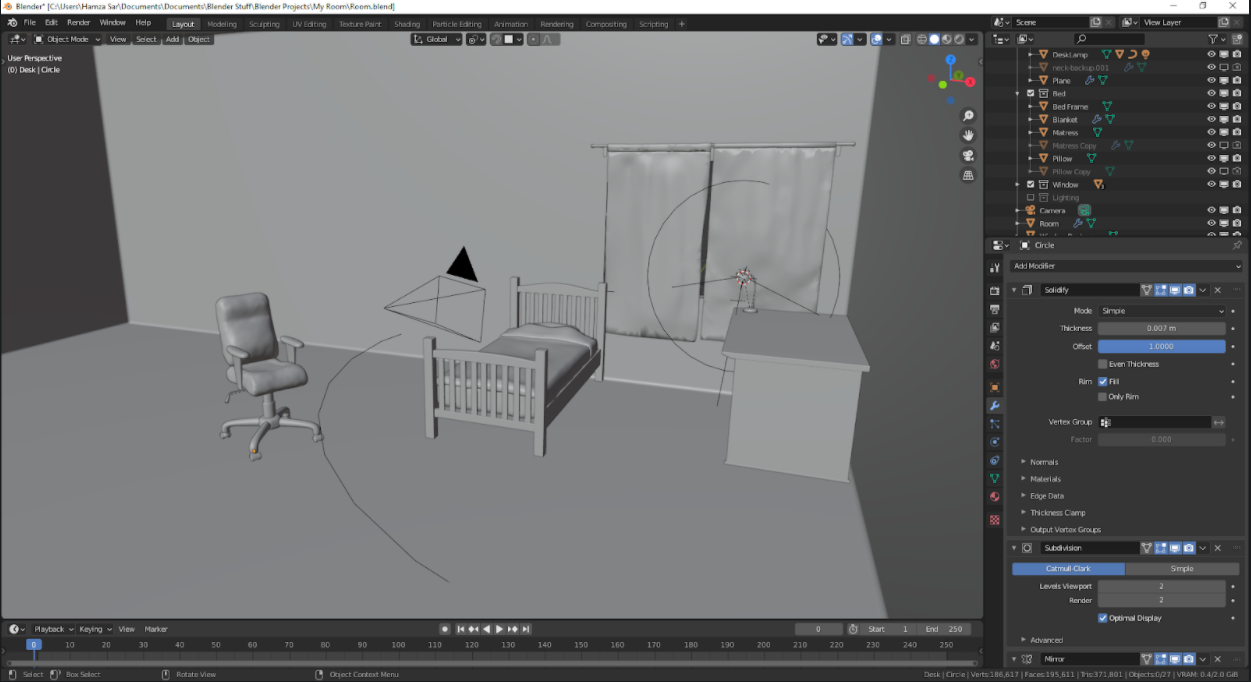 Blender* [C:\Users\Hamza Sar\Documents\Documents\Blender Stuff\Blender Projects\My Room\Room.blend]
File Edit Render Window Help Layout Modeling Sculpting UV Editing Texture Paint Shading Particle Editing Animation Rendering Compositing Scripting + Scene View Layer
Object Mode View Select Add Object Global
User Perspective
(0) Desk | Circle
Z
X
DeskLamp
neck-backup.001
Plane
Bed
Bed Frame
Blanket
Matress
Matress Copy
Pillow
Pillow Copy
Window
Lighting
Camera
Room
Circle
Add Modifier
Solidify
Mode Simple
Thickness 0.007 m
Offset 1.0000
Even Thickness
Rim Fill
Only Rim
Vertex Group
Factor 0.000
Normals
Materials
Edge Data
Thickness Clamp
Output Vertex Groups
Subdivision
Catmull-Clark Simple
Levels Viewport 2
Render 2
Optimal Display
Advanced
Mirror
Playback Keying View Marker 0 Start 1 End 250
0 10 20 30 40 50 60 70 80 90 100 110 120 130 140 150 160 170 180 190 200 210 220 230 240 250
Select Box Select Rotate View Object Context Menu Desk | Circle | Verts:186,617 | Faces:195,611 | Tris:371,801 | Objects:0/27 | VRAM: 0.4/2.0 GiB